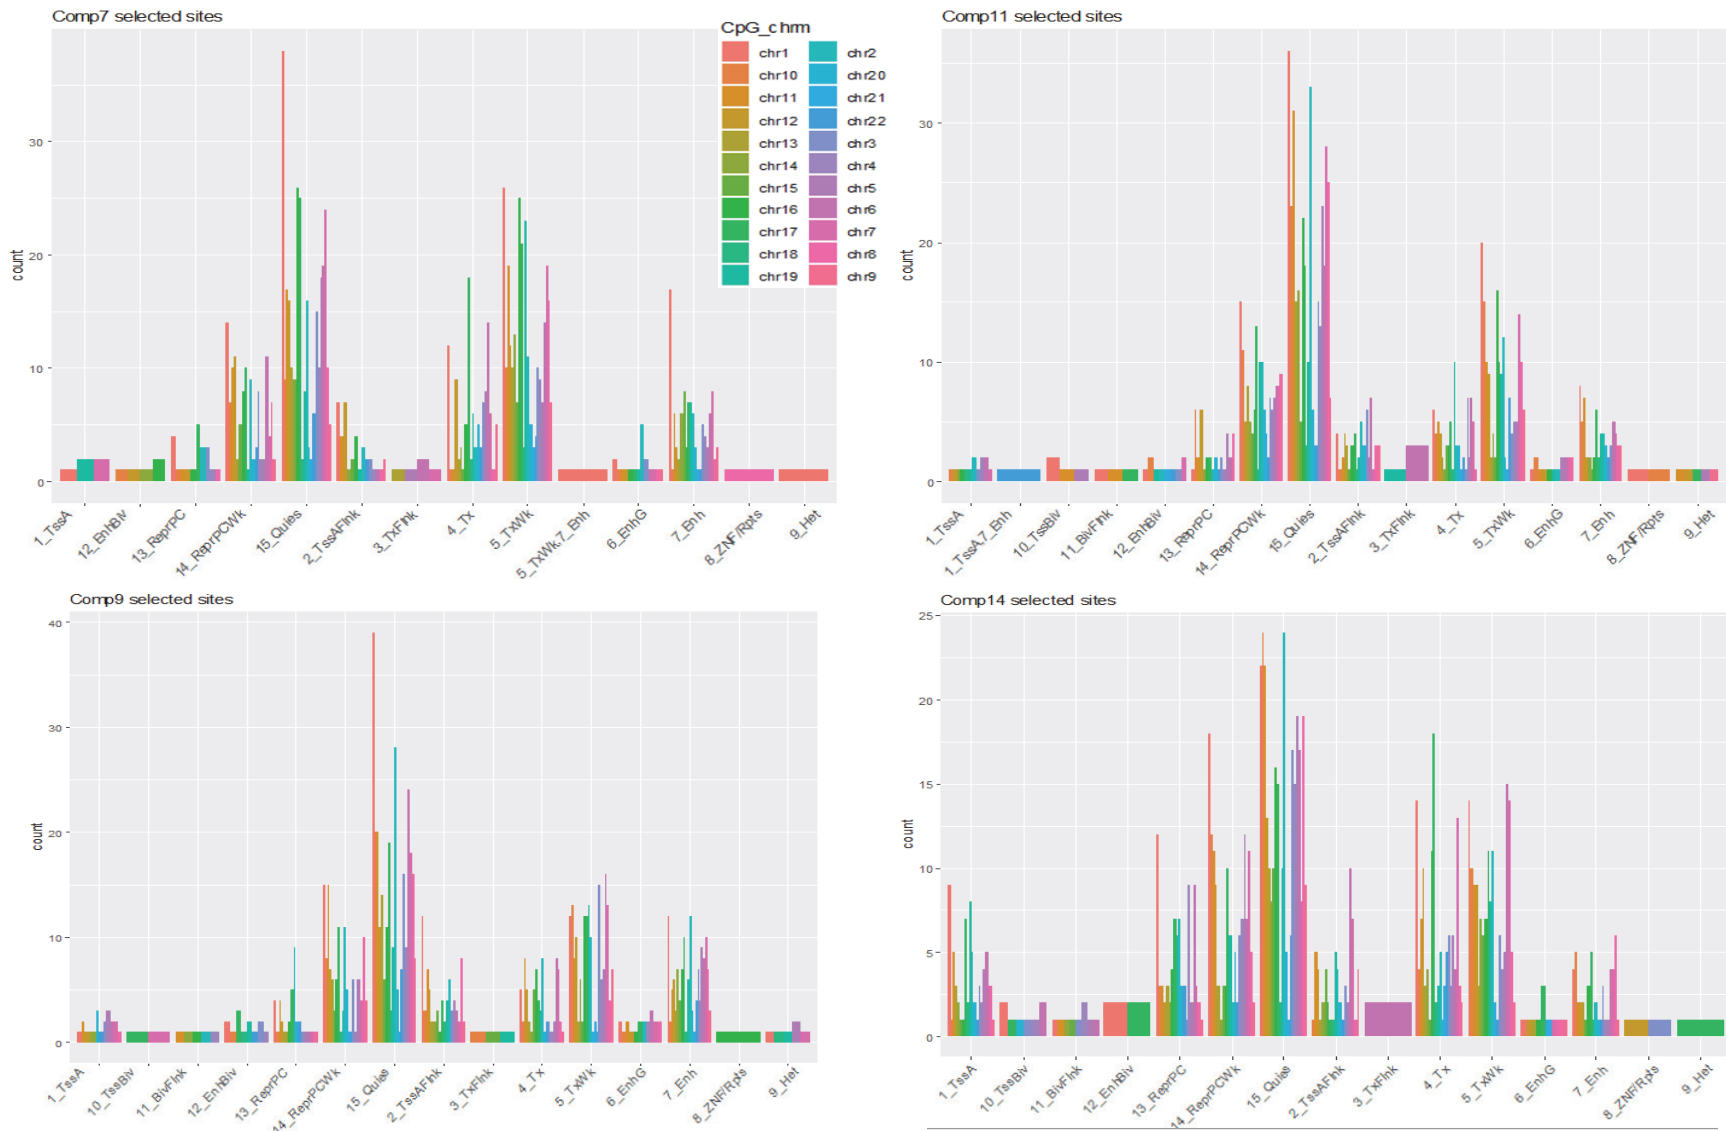 Comp7 selected sites
count
30
20
10
0
1_TssA
12_EnhBiv
13_ReprPC
14_ReprPCWk
15_Quies
2_TssAFlnk
3_TxFlnk
4_Tx
5_TxWk
5_TxWk,7_Enh
6_EnhG
7_Enh
8_ZNF/Rpts
9_Het
CpG_chrm
chr1 chr2
chr10 chr20
chr11 chr21
chr12 chr22
chr13 chr3
chr14 chr4
chr15 chr5
chr16 chr6
chr17 chr7
chr18 chr8
chr19 chr9
Comp11 selected sites
count
30
20
10
0
1_TssA
1_TssA,7_Enh
10_TssBiv
11_BivFlnk
12_EnhBiv
13_ReprPC
14_ReprPCWk
15_Quies
2_TssAFlnk
3_TxFlnk
4_Tx
5_TxWk
6_EnhG
7_Enh
8_ZNF/Rpts
9_Het
Comp9 selected sites
count
40
30
20
10
0
1_TssA
10_TssBiv
11_BivFlnk
12_EnhBiv
13_ReprPC
14_ReprPCWk
15_Quies
2_TssAFlnk
3_TxFlnk
4_Tx
5_TxWk
6_EnhG
7_Enh
8_ZNF/Rpts
9_Het
Comp14 selected sites
count
25
20
15
10
5
0
1_TssA
10_TssBiv
11_BivFlnk
12_EnhBiv
13_ReprPC
14_ReprPCWk
15_Quies
2_TssAFlnk
3_TxFlnk
4_Tx
5_TxWk
6_EnhG
7_Enh
8_ZNF/Rpts
9_Het